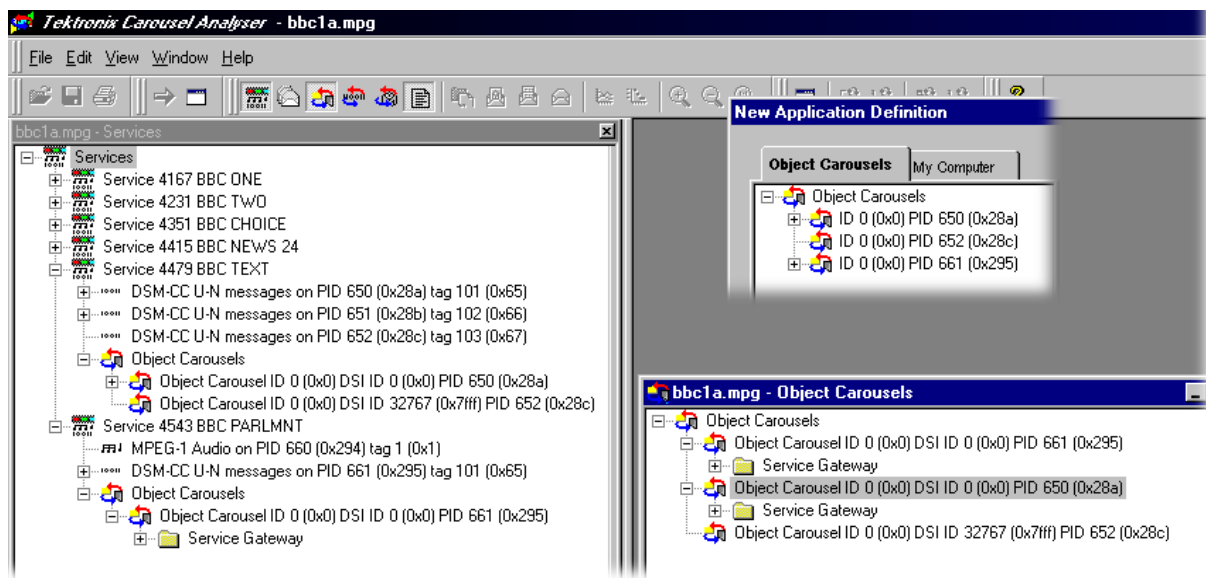 Tektronix Carousel Analyser - bbc1a.mpg
File Edit View Window Help
bbc1a.mpg - Services
Services
Service 4167 BBC ONE
Service 4231 BBC TWO
Service 4351 BBC CHOICE
Service 4415 BBC NEWS 24
Service 4479 BBC TEXT
DSM-CC U-N messages on PID 650 (0x28a) tag 101 (0x65)
DSM-CC U-N messages on PID 651 (0x28b) tag 102 (0x66)
DSM-CC U-N messages on PID 652 (0x28c) tag 103 (0x67)
Object Carousels
Object Carousel ID 0 (0x0) DSI ID 0 (0x0) PID 650 (0x28a)
Object Carousel ID 0 (0x0) DSI ID 32767 (0x7fff) PID 652 (0x28c)
Service 4543 BBC PARLMNT
MPEG-1 Audio on PID 660 (0x294) tag 1 (0x1)
DSM-CC U-N messages on PID 661 (0x295) tag 101 (0x65)
Object Carousels
Object Carousel ID 0 (0x0) DSI ID 0 (0x0) PID 661 (0x295)
Service Gateway
New Application Definition
Object Carousels My Computer
Object Carousels
ID 0 (0x0) PID 650 (0x28a)
ID 0 (0x0) PID 652 (0x28c)
ID 0 (0x0) PID 661 (0x295)
bbc1a.mpg - Object Carousels
Object Carousels
Object Carousel ID 0 (0x0) DSI ID 0 (0x0) PID 661 (0x295)
Service Gateway
Object Carousel ID 0 (0x0) DSI ID 0 (0x0) PID 650 (0x28a)
Service Gateway
Object Carousel ID 0 (0x0) DSI ID 32767 (0x7fff) PID 652 (0x28c)